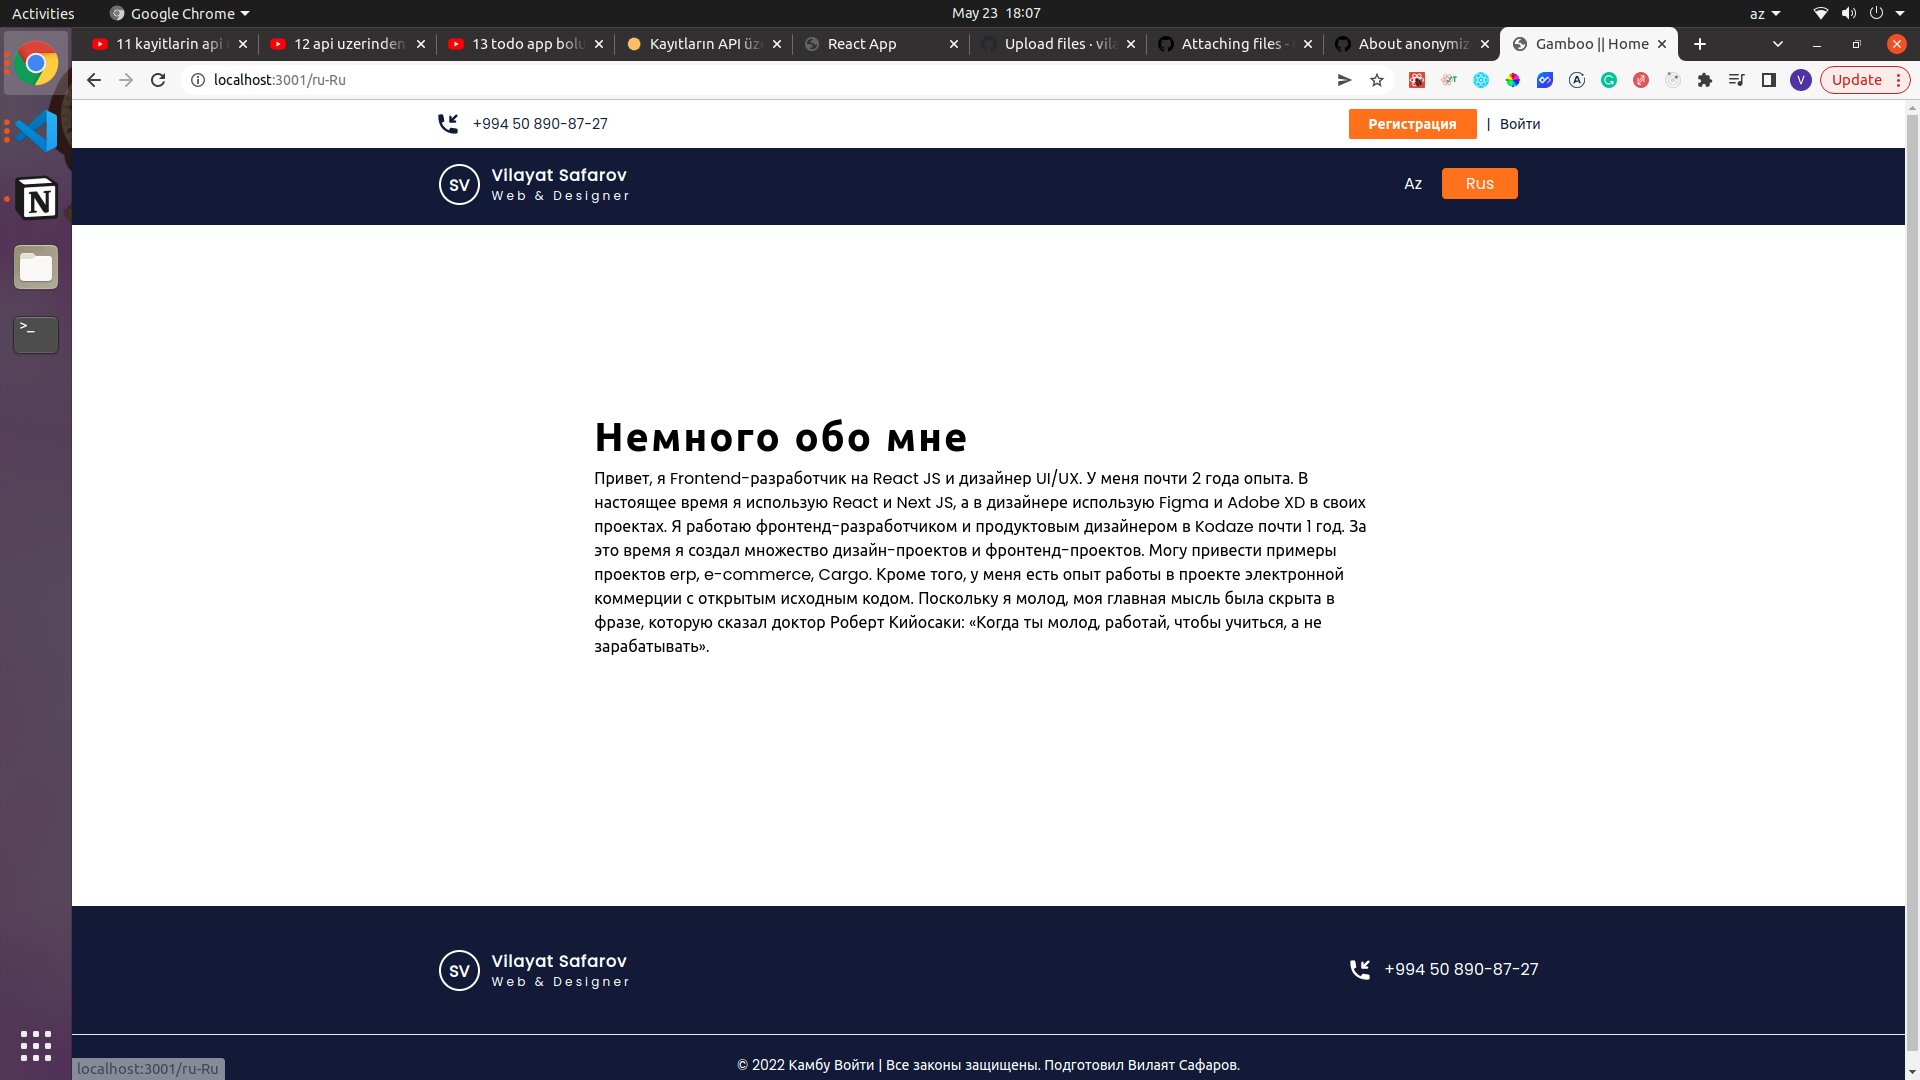 Activities
Google Chrome
May 23 18:07
az
11 kayitlarin api
12 api uzerinden
13 todo app bolu
Kayıtların API üze
React App
Upload files · vila
Attaching files -
About anonymiz
Gamboo || Home
localhost:3001/ru-Ru
V
Update
+994 50 890-87-27
Регистрация
| Войти
SV
Vilayat Safarov
Web & Designer
Az
Rus
Немного обо мне
Привет, я Frontend-разработчик на React JS и дизайнер UI/UX. У меня почти 2 года опыта. В
настоящее время я использую React и Next JS, а в дизайнере использую Figma и Adobe XD в своих
проектах. Я работаю фронтенд-разработчиком и продуктовым дизайнером в Kodaze почти 1 год. За
это время я создал множество дизайн-проектов и фронтенд-проектов. Могу привести примеры
проектов erp, e-commerce, Cargo. Кроме того, у меня есть опыт работы в проекте электронной
коммерции с открытым исходным кодом. Поскольку я молод, моя главная мысль была скрыта в
фразе, которую сказал доктор Роберт Кийосаки: «Когда ты молод, работай, чтобы учиться, а не
зарабатывать».
SV
Vilayat Safarov
Web & Designer
+994 50 890-87-27
© 2022 Камбу Войти | Все законы защищены. Подготовил Вилаят Сафаров.
localhost:3001/ru-Ru